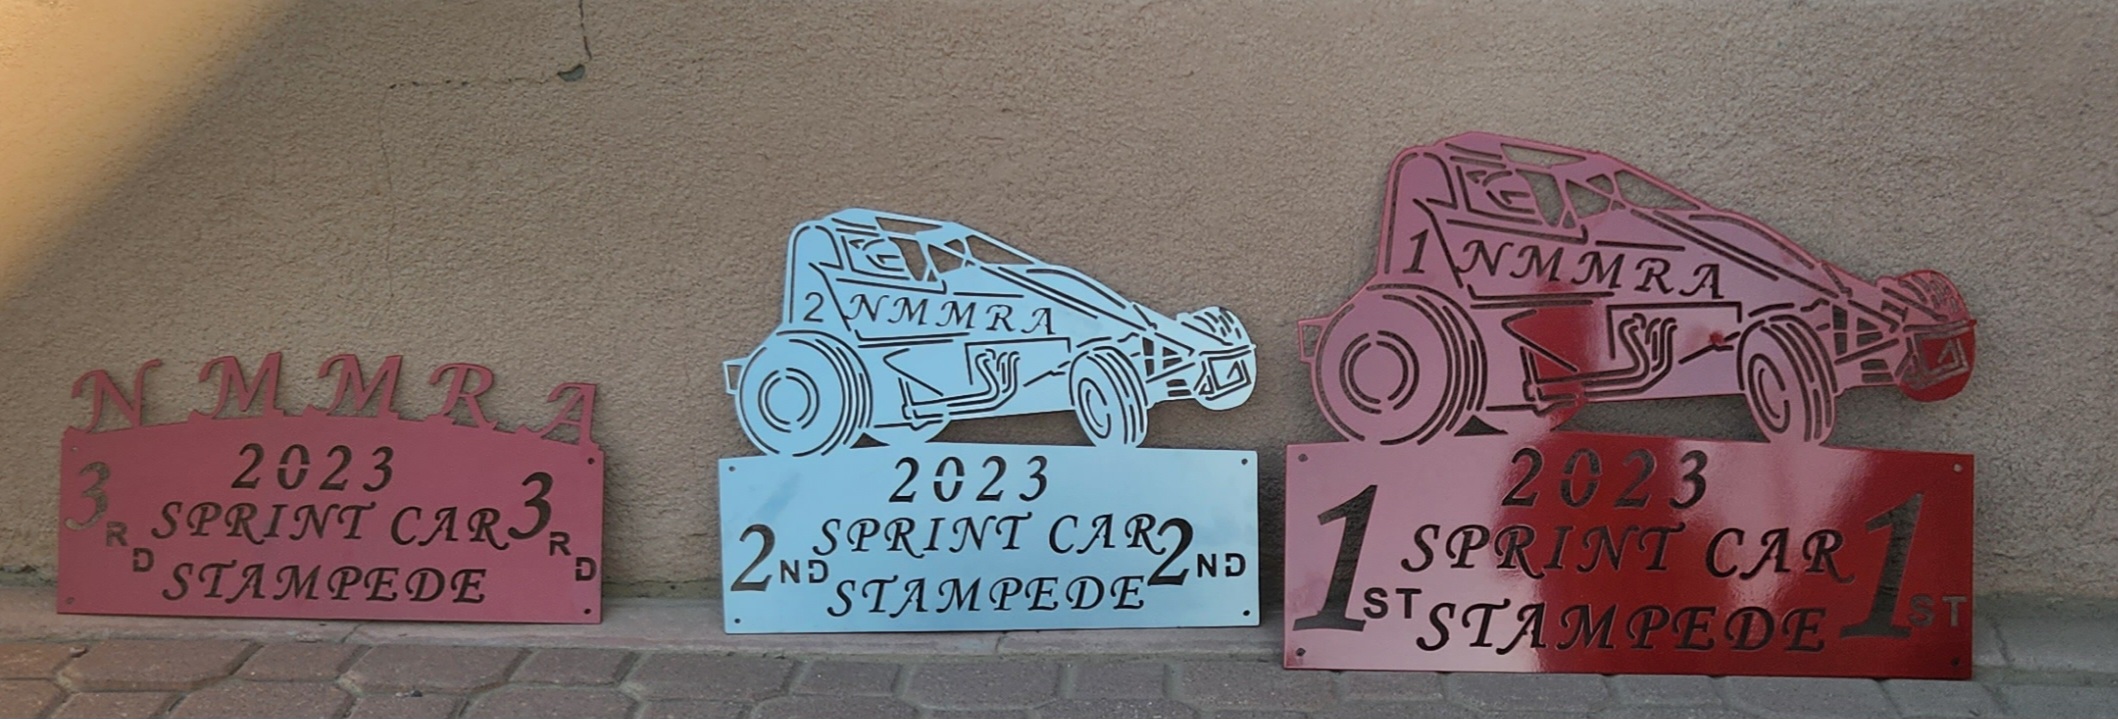 NMMRA
2023
3RD SPRINT CAR 3RD
STAMPEDE
2 NMMRA
2023
SPRINT CAR
2ND STAMPEDE 2ND
1 NMMRA
2023
SPRINT CAR
1ST STAMPEDE 1ST